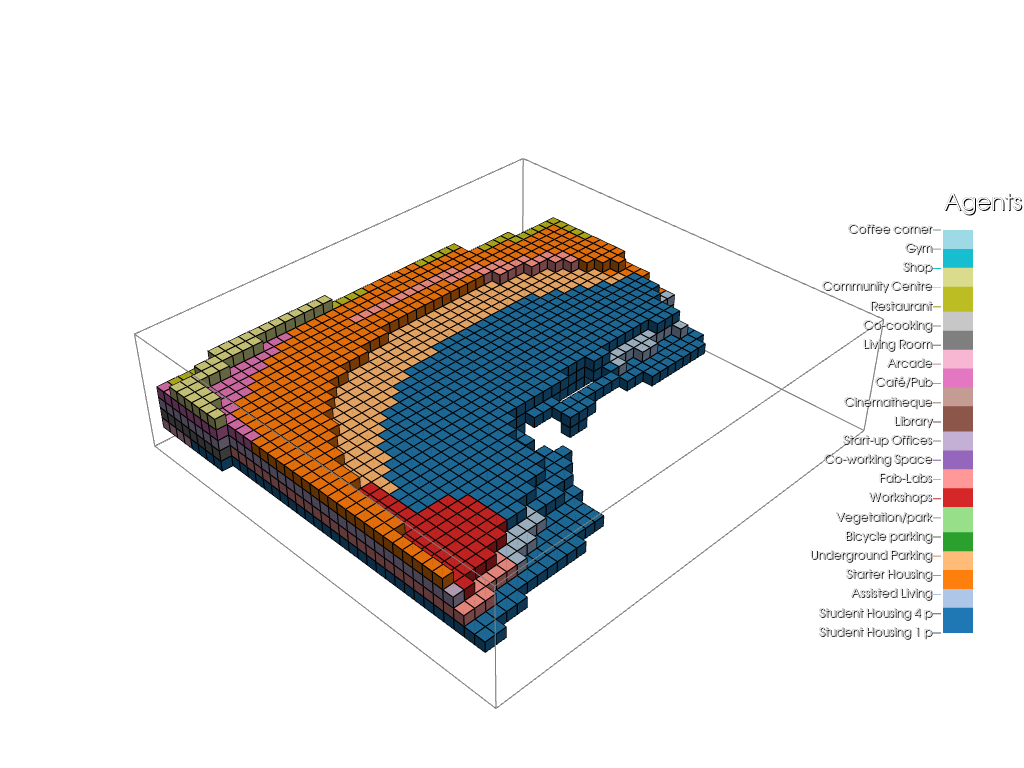 Agents
Coffee corner
Gym
Shop
Community Centre
Restaurant
Co-cooking
Living Room
Arcade
Café/Pub
Cinematheque
Library
Start-up Offices
Co-working Space
Fab-Labs
Workshops
Vegetation/park
Bicycle parking
Underground Parking
Starter Housing
Assisted Living
Student Housing 4 p
Student Housing 1 p